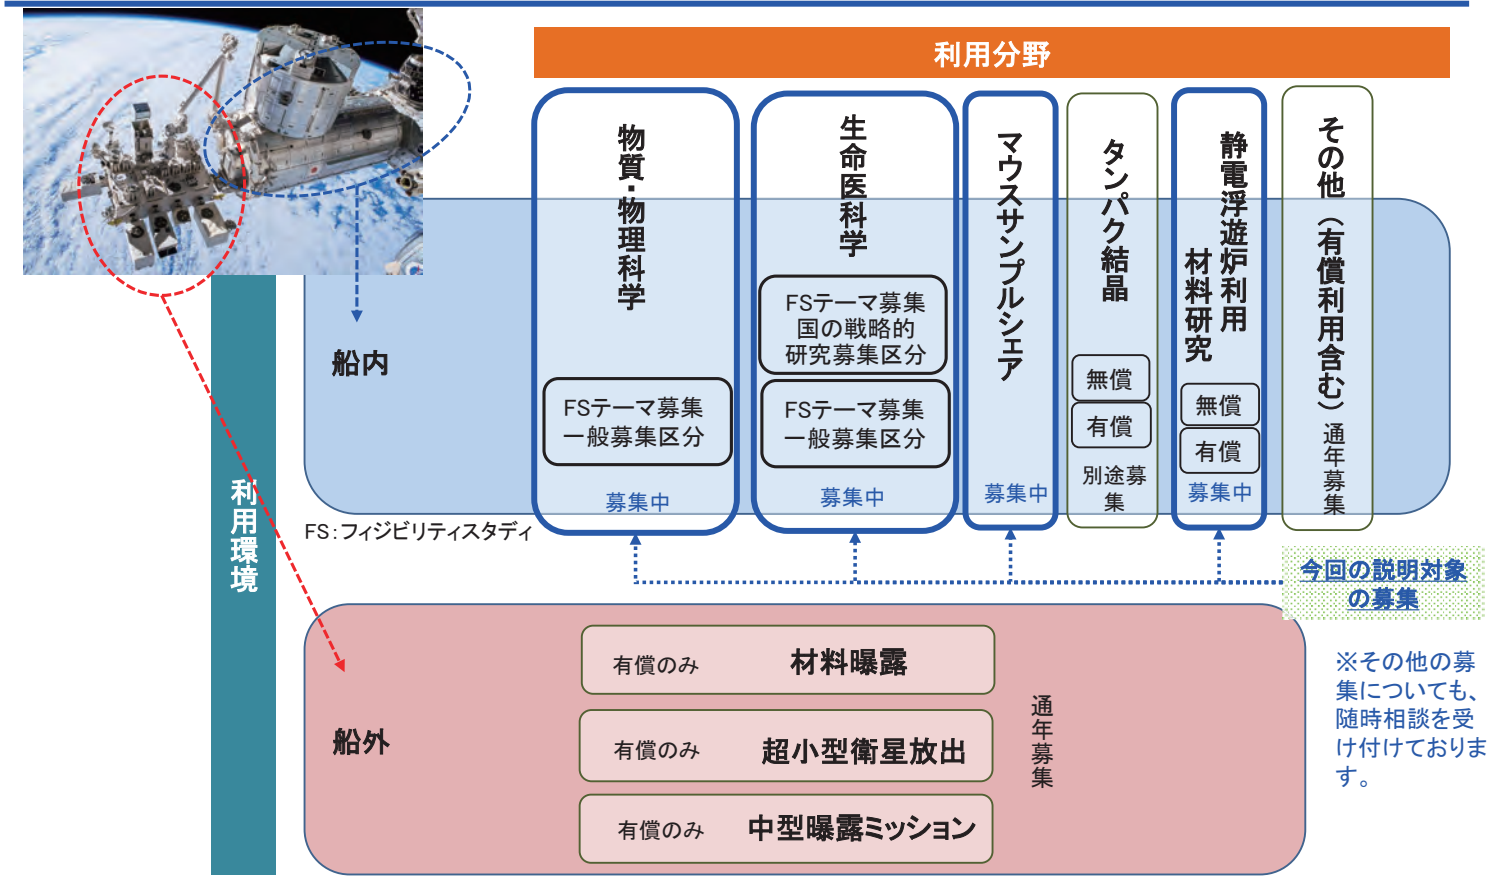 利用分野
物質・物理科学
FSテーマ募集
一般募集区分
募集中
生命医科学
FSテーマ募集
国の戦略的
研究募集区分
FSテーマ募集
一般募集区分
募集中
マウスサンプルシェア
募集中
タンパク結晶
無償
有償
別途募
集
静電浮遊炉利用
材料研究
無償
有償
募集中
その他(有償利用含む)通年募集
利用環境
船内
FS:フィジビリティスタディ
今回の説明対象
の募集
船外
有償のみ 材料曝露
有償のみ 超小型衛星放出
有償のみ 中型曝露ミッション
通年募集
※その他の募
集についても、
随時相談を受
け付けておりま
す。